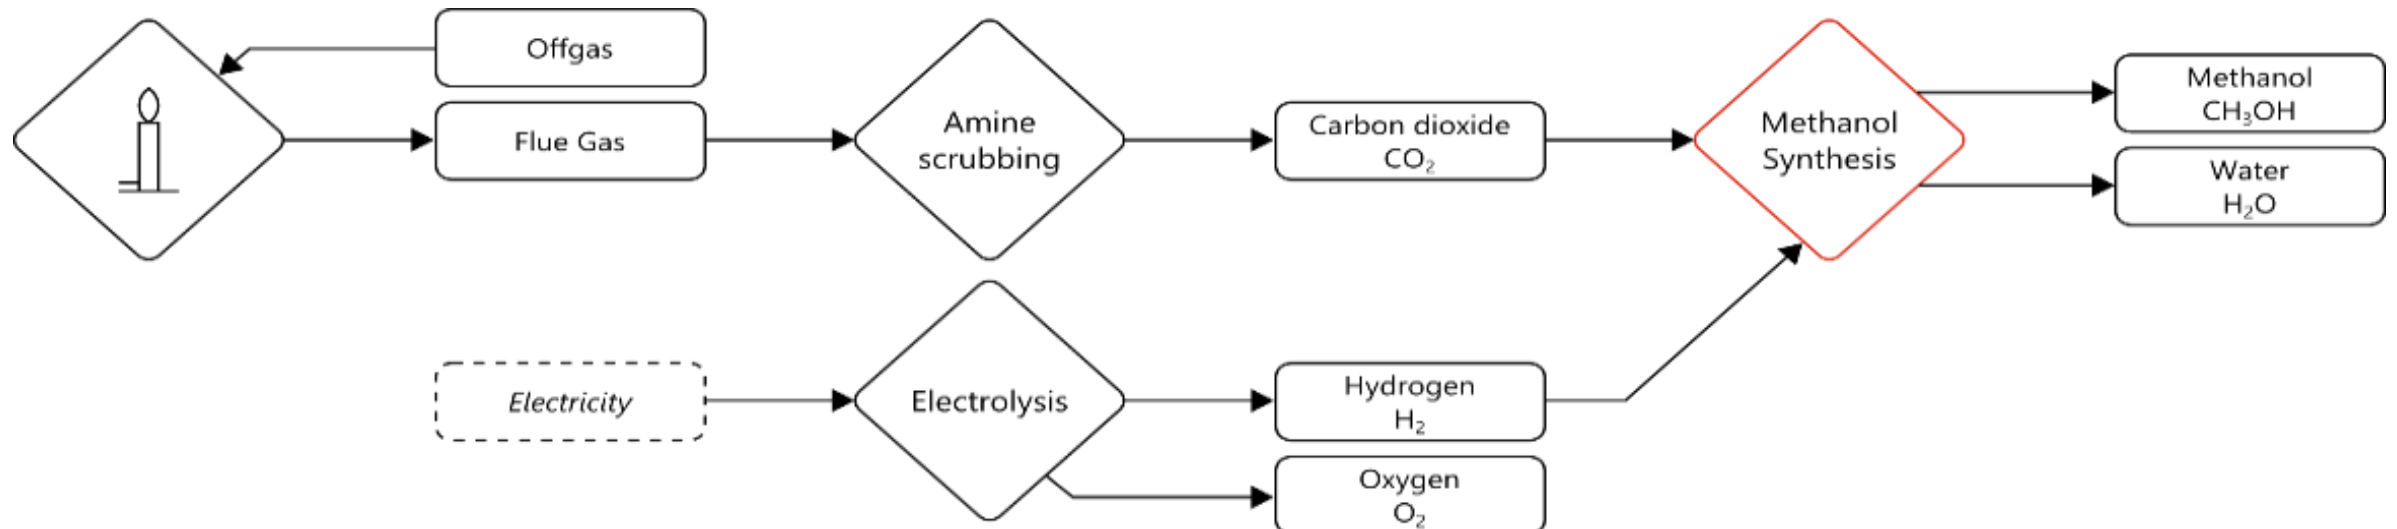 Offgas
Flue Gas
Amine
scrubbing
Carbon dioxide
CO₂
Methanol
Synthesis
Methanol
CH₃OH
Water
H₂O
Electricity
Electrolysis
Hydrogen
H₂
Oxygen
O₂